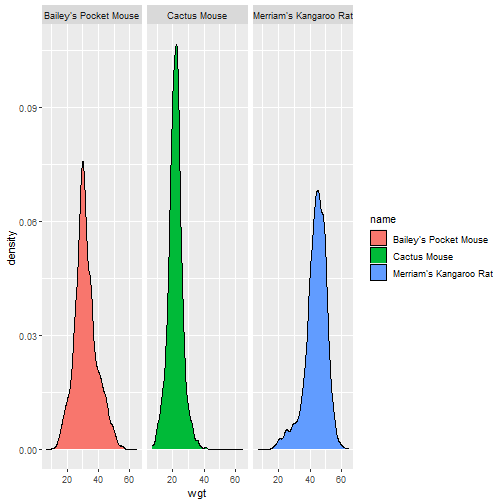 Bailey's Pocket Mouse Cactus Mouse Merriam's Kangaroo Rat
0.09
0.06
0.03
0.00
density
20 40 60 20 40 60 20 40 60
wgt
name
Bailey's Pocket Mouse
Cactus Mouse
Merriam's Kangaroo Rat